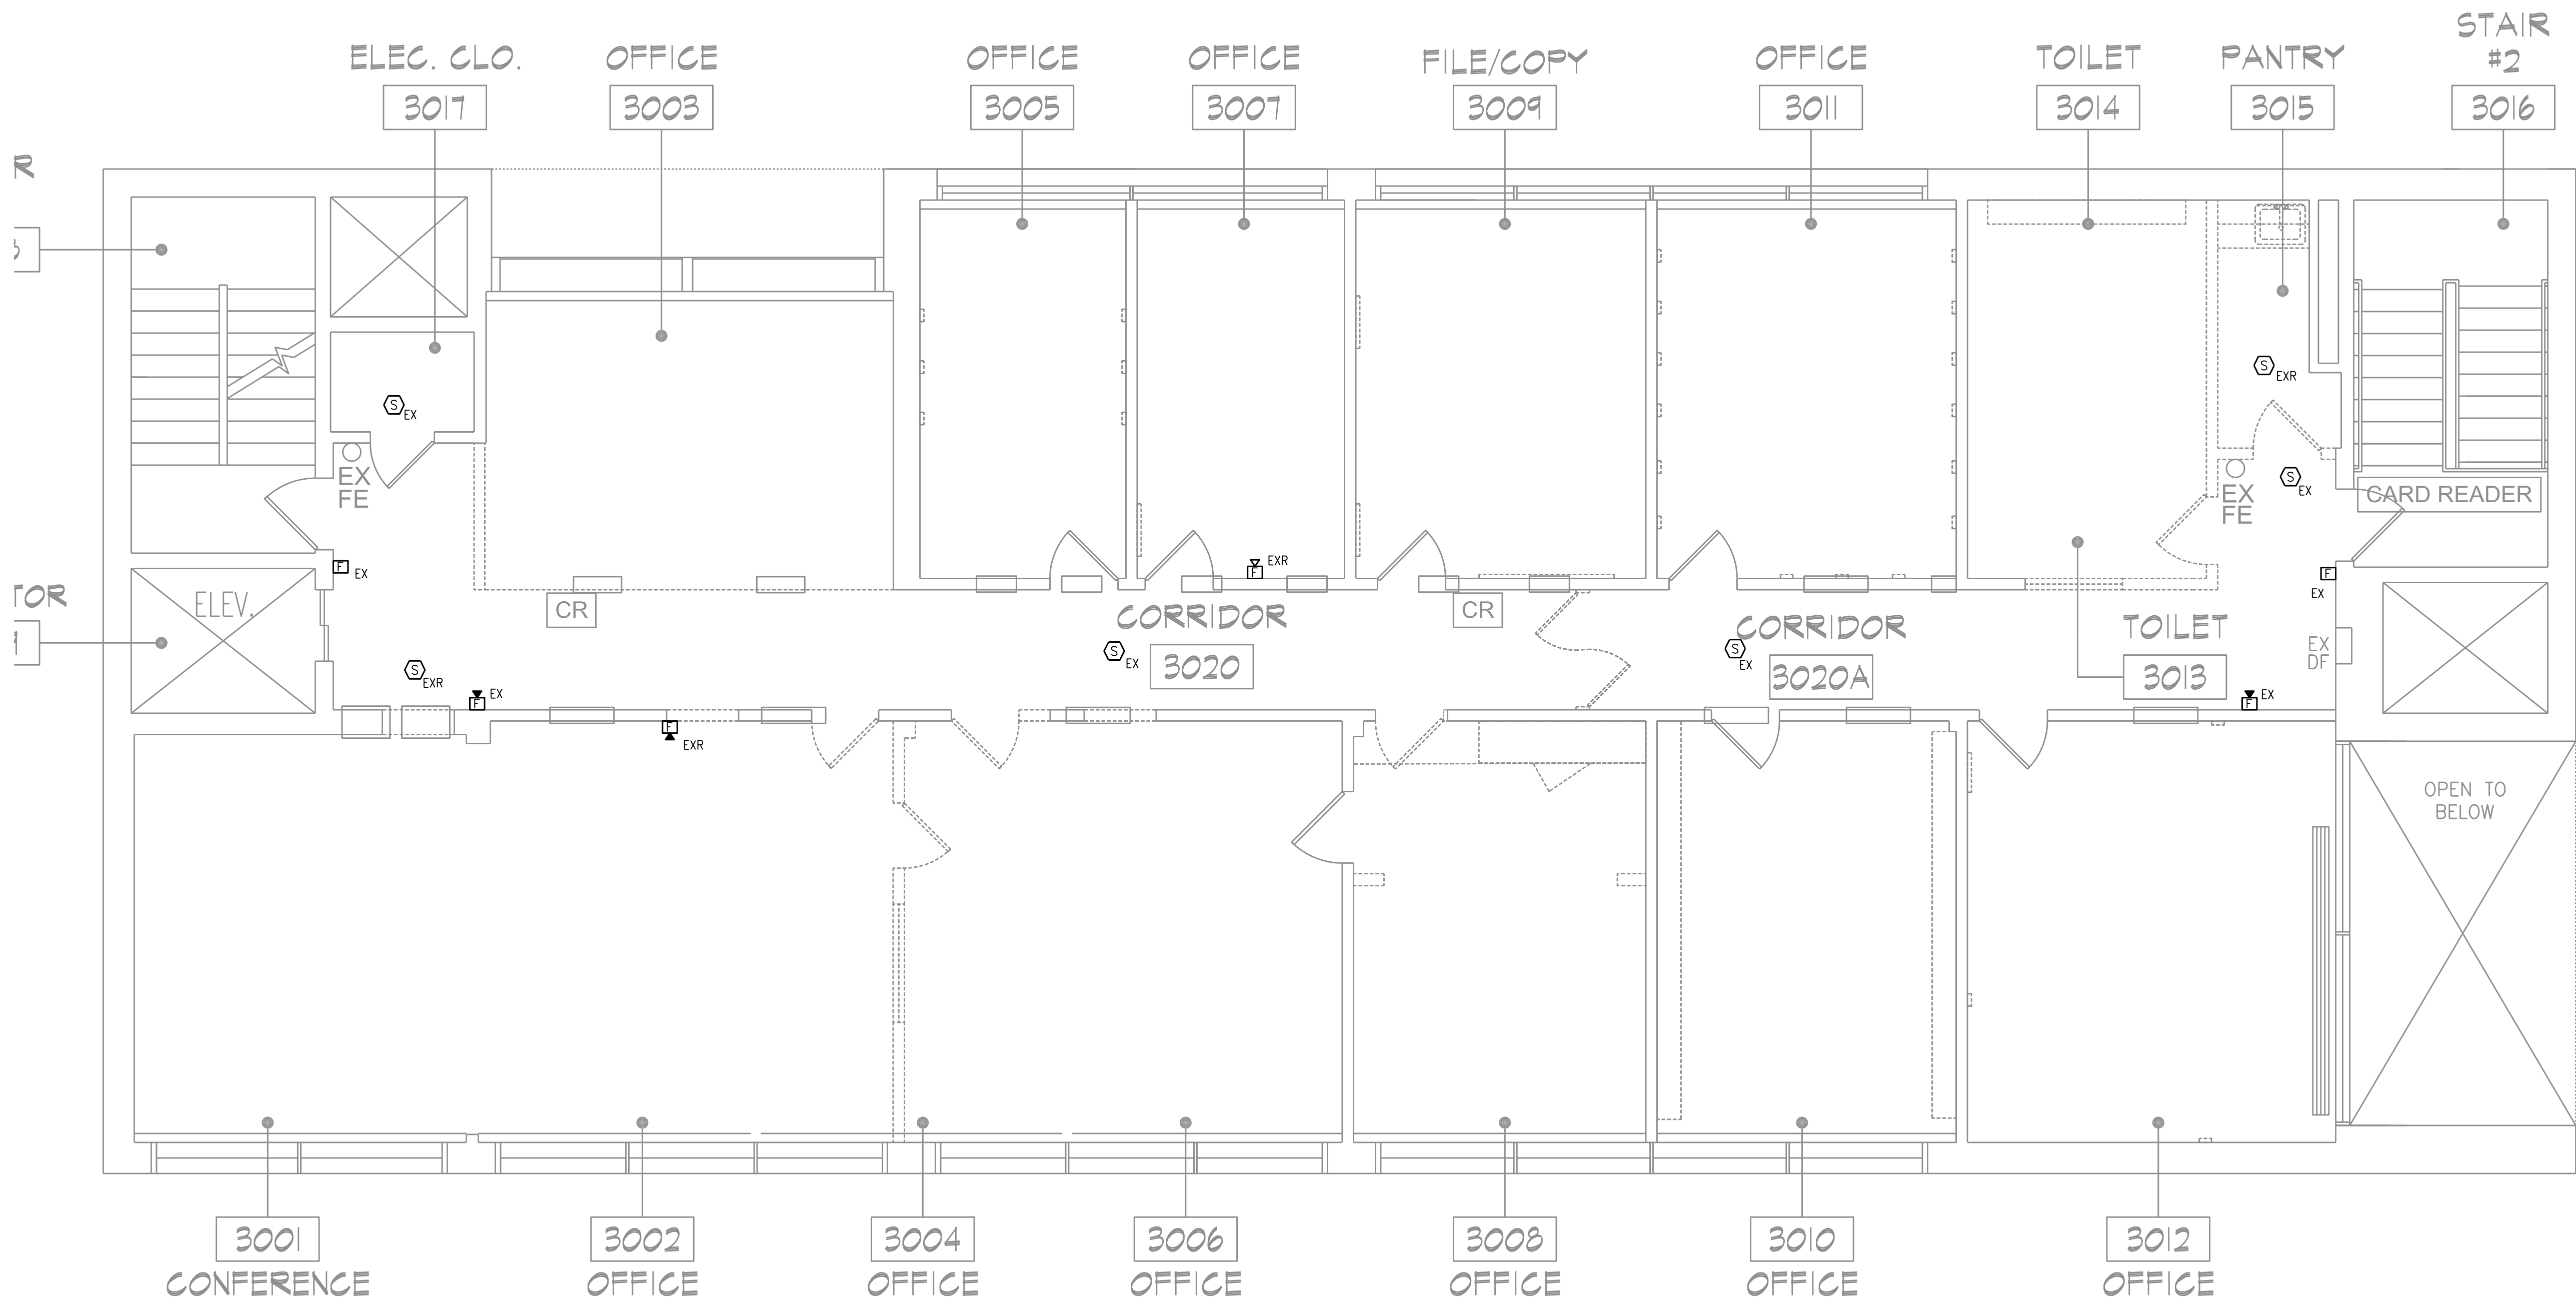 STAIR
ELEC. CLO.
OFFICE
OFFICE
OFFICE
FILE/COPY
OFFICE
TOILET
PANTRY
#2
3017
3003
3005
3007
3009
3011
3014
3015
3016
R
S
EXR
S
EX
EX
FE
S
EX
EX
FE
CARD READER
F
EX
F
EXR
F
EX
TOR
ELEV.
CR
CR
CORRIDOR
3020
CORRIDOR
3020A
TOILET
3013
EX
DF
S
EX
S
EX
S
EXR
F
EX
F
EXR
F
EX
OPEN TO
BELOW
3001
3002
3004
3006
3008
3010
3012
CONFERENCE
OFFICE
OFFICE
OFFICE
OFFICE
OFFICE
OFFICE